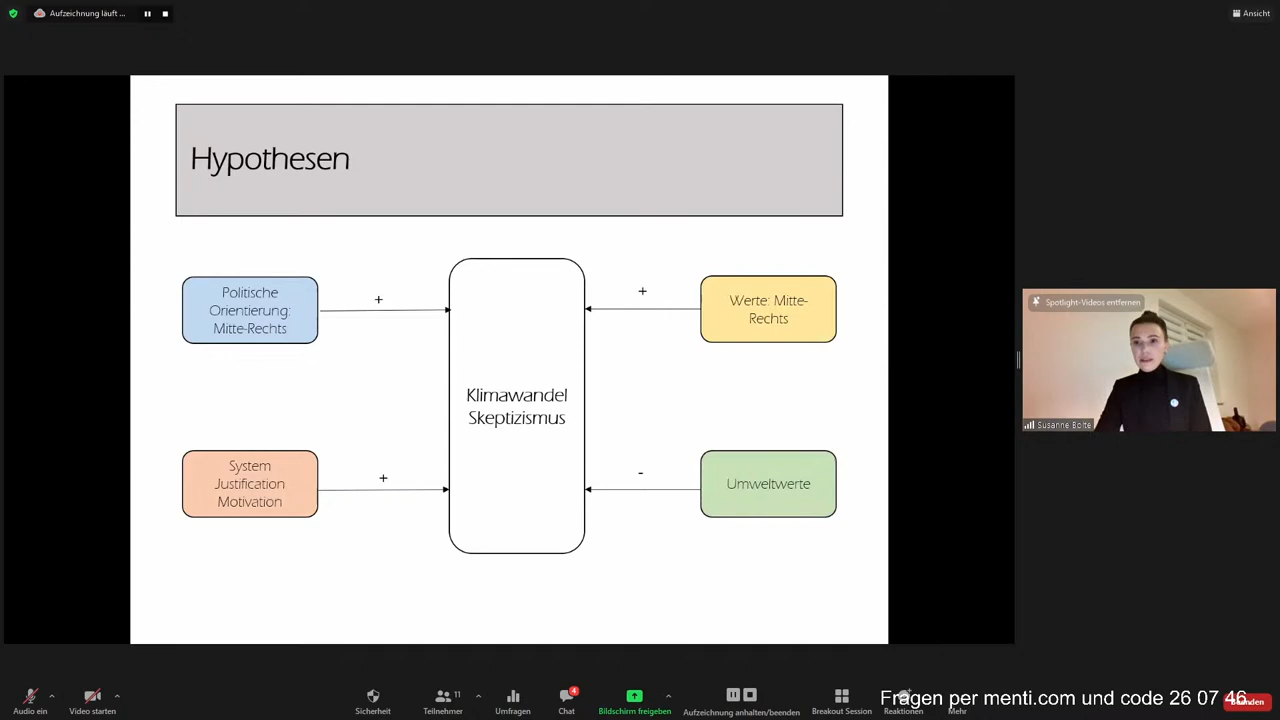 Aufzeichnung läuft ...
Ansicht
Hypothesen
Politische
Orientierung:
Mitte-Rechts
+
+
Werte: Mitte-
Rechts
Klimawandel
Skeptizismus
System
Justification
Motivation
+
-
Umweltwerte
Spotlight-Videos entfernen
Susanne Bolte
Audio ein
Video starten
Sicherheit
11
Teilnehmer
Umfragen
4
Chat
Bildschirm freigeben
Aufzeichnung anhalten/beenden
Breakout Session
Reaktionen
Mehr
Beenden
Fragen per menti.com und code 26 07 46